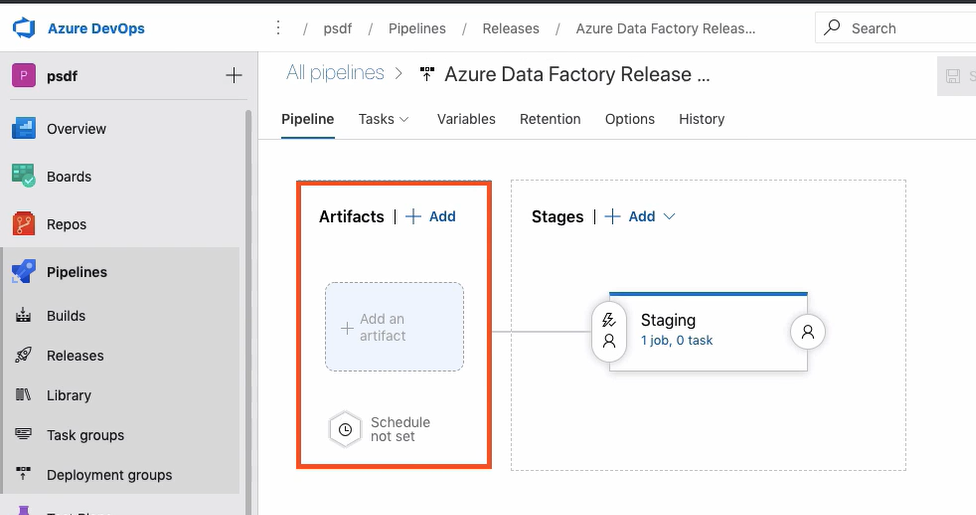 Azure DevOps
/ psdf / Pipelines / Releases / Azure Data Factory Releas...
Search
P psdf
All pipelines > Azure Data Factory Release ...
Pipeline Tasks Variables Retention Options History
Overview
Boards
Repos
Pipelines
Builds
Releases
Library
Task groups
Deployment groups
Artifacts | + Add
Add an
artifact
Schedule
not set
Stages | + Add
Staging
1 job, 0 task